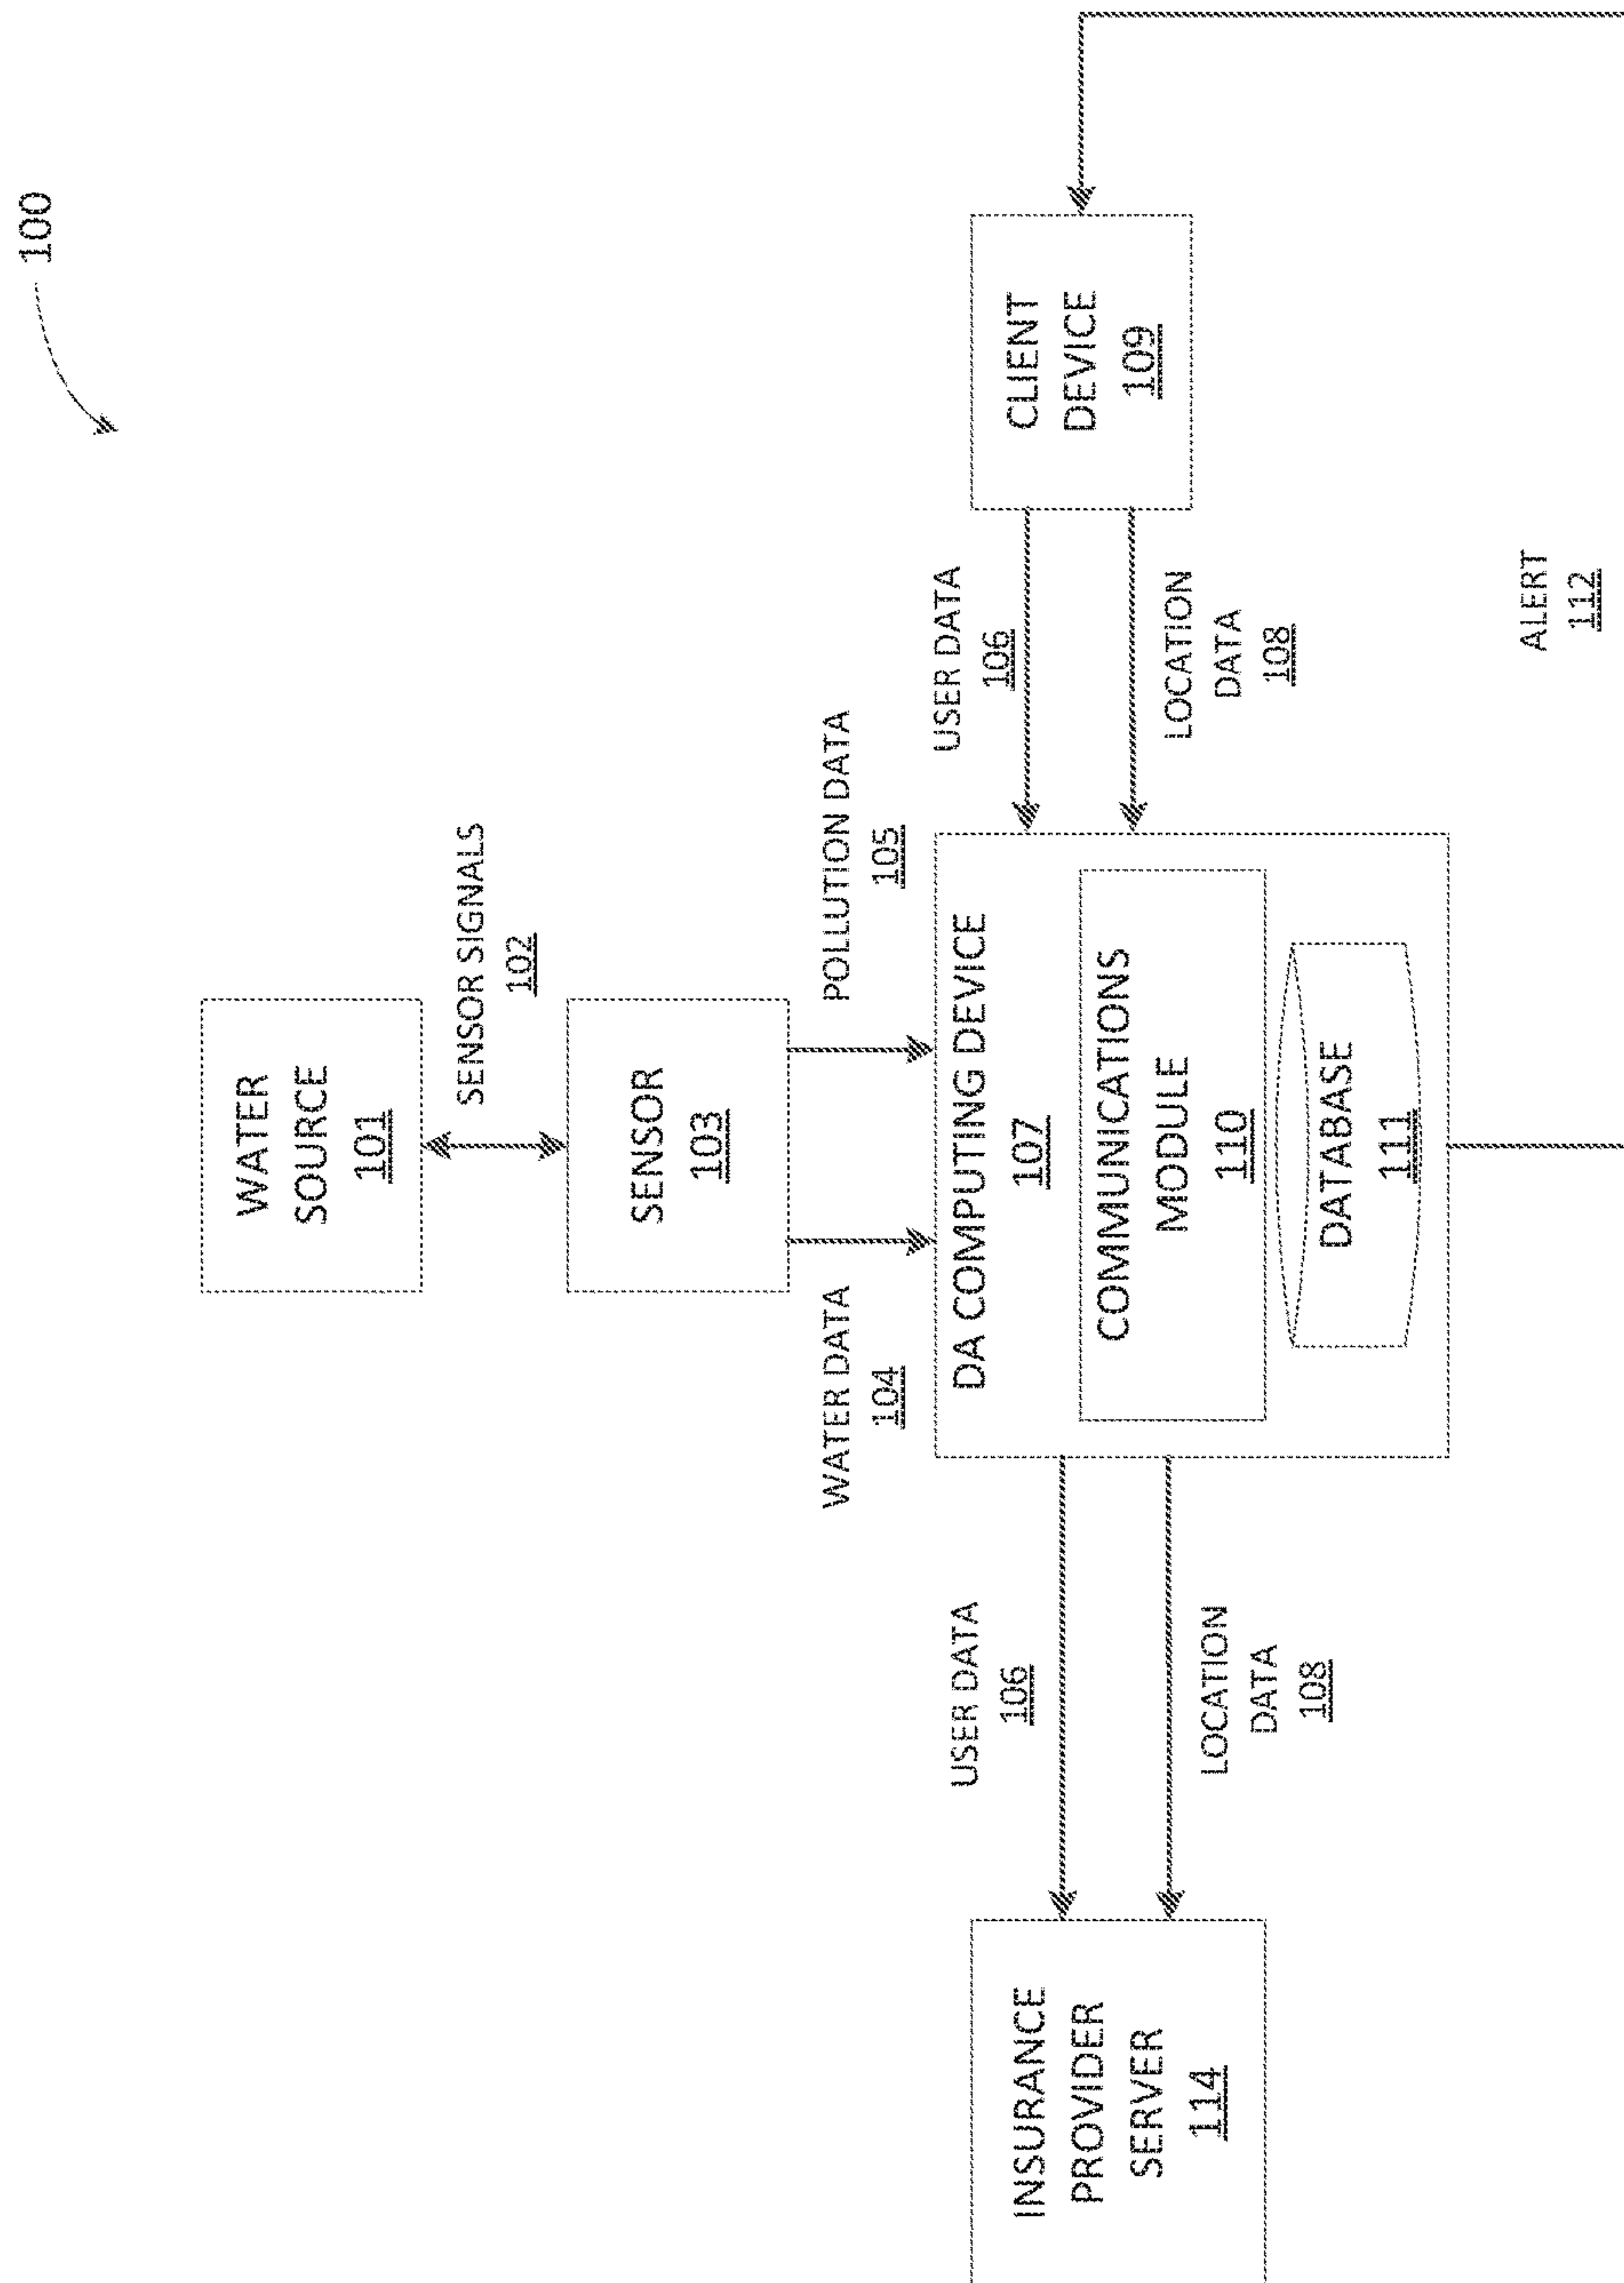 100
WATER
SOURCE
101
SENSOR SIGNALS
102
SENSOR
103
WATER DATA
104
POLLUTION DATA
105
DA COMPUTING DEVICE
107
COMMUNICATIONS
MODULE
110
DATABASE
111
USER DATA
106
LOCATION
DATA
108
CLIENT
DEVICE
109
USER DATA
106
LOCATION
DATA
108
INSURANCE
PROVIDER
SERVER
114
ALERT
112